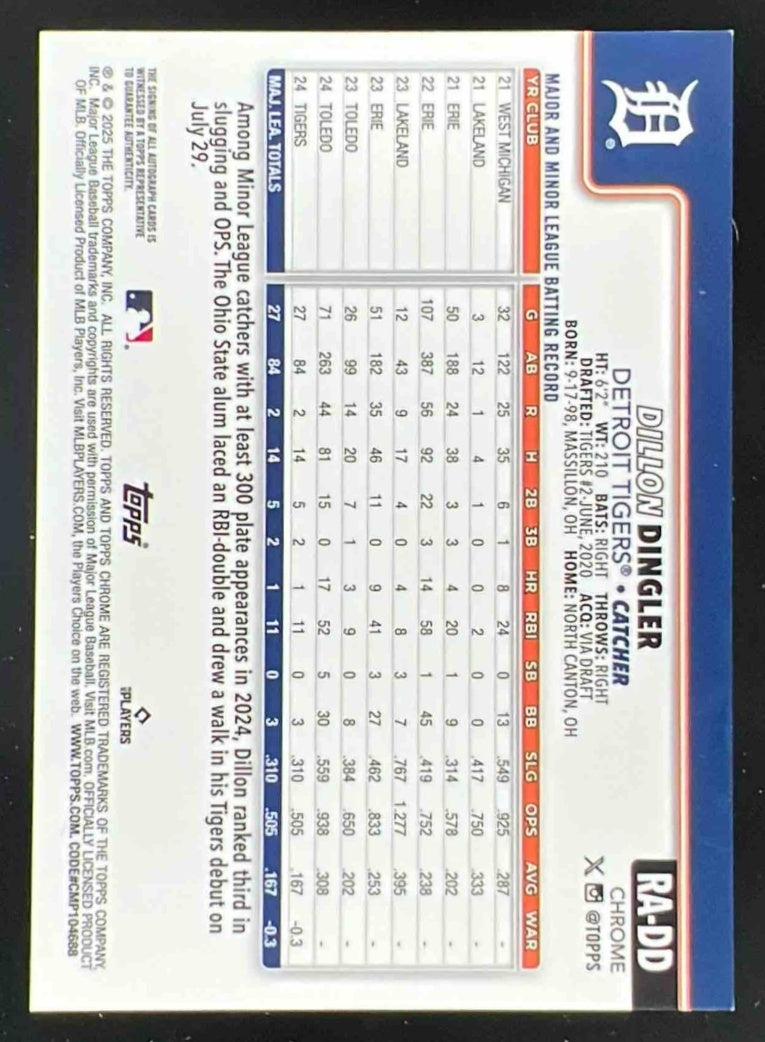 RA-DD
CHROME
@TOPPS
DILLON DINGLER
DETROIT TIGERS® • CATCHER
HT: 6'2" WT: 210 BATS: RIGHT THROWS: RIGHT
DRAFTED: TIGERS #2-JUNE, 2020 ACQ: VIA DRAFT
BORN: 9-17-98, MASSILLON, OH HOME: NORTH CANTON, OH
MAJOR AND MINOR LEAGUE BATTING RECORD
YR CLUB G AB R H 2B 3B HR RBI SB BB SLG OPS AVG WAR
21 WEST MICHIGAN 32 122 25 35 6 1 8 24 0 13 .549 .925 .287 -
21 LAKELAND 3 12 1 4 1 0 0 2 0 0 .417 .750 .333 -
21 ERIE 50 188 24 38 3 3 4 20 1 9 .314 .578 .202 -
22 ERIE 107 387 56 92 22 3 14 58 1 45 .419 .752 .238 -
23 LAKELAND 12 43 9 17 4 0 4 8 3 7 .767 1.277 .395 -
23 ERIE 51 182 35 46 11 0 9 41 3 27 .462 .833 .253 -
23 TOLEDO 26 99 14 20 7 1 3 9 0 8 .384 .650 .202 -
24 TOLEDO 71 263 44 81 15 0 17 52 5 30 .559 .938 .308 -
24 TIGERS 27 84 2 14 5 2 1 11 0 3 .310 .505 .167 -0.3
MAJ. LEA. TOTALS 27 84 2 14 5 2 1 11 0 3 .310 .505 .167 -0.3
Among Minor League catchers with at least 300 plate appearances in 2024, Dillon ranked third in
slugging and OPS. The Ohio State alum laced an RBI-double and drew a walk in his Tigers debut on
July 29.
THE SIGNING OF ALL AUTOGRAPH CARDS IS
WITNESSED BY A TOPPS REPRESENTATIVE
TO GUARANTEE AUTHENTICITY.
topps®
PLAYERS
® & © 2025 THE TOPPS COMPANY, INC. ALL RIGHTS RESERVED. TOPPS AND TOPPS CHROME ARE REGISTERED TRADEMARKS OF THE TOPPS COMPANY,
INC. Major League Baseball trademarks and copyrights are used with permission of Major League Baseball. Visit MLB.com. OFFICIALLY LICENSED PRODUCT
OF MLB. Officially Licensed Product of MLB Players, Inc. Visit MLBPLAYERS.COM, the Players Choice on the web. WWW.TOPPS.COM. CODE#CMP104688